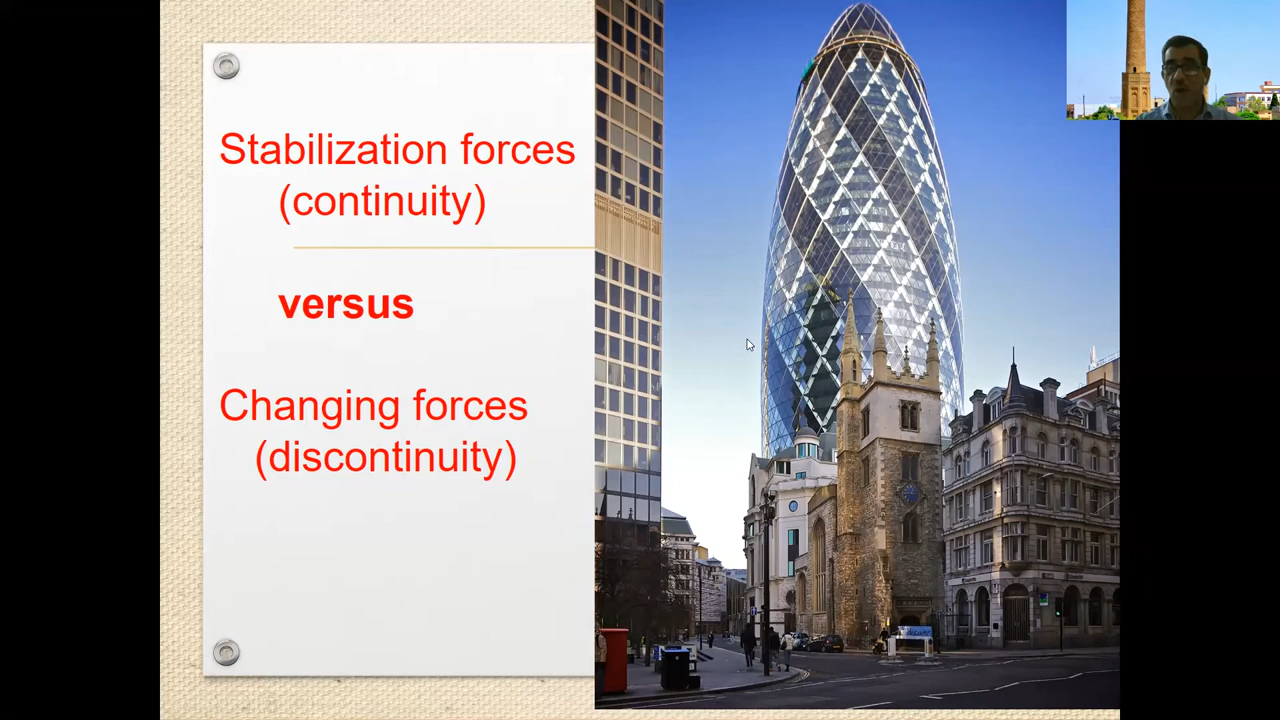 Stabilization forces
(continuity)
versus
Changing forces
(discontinuity)